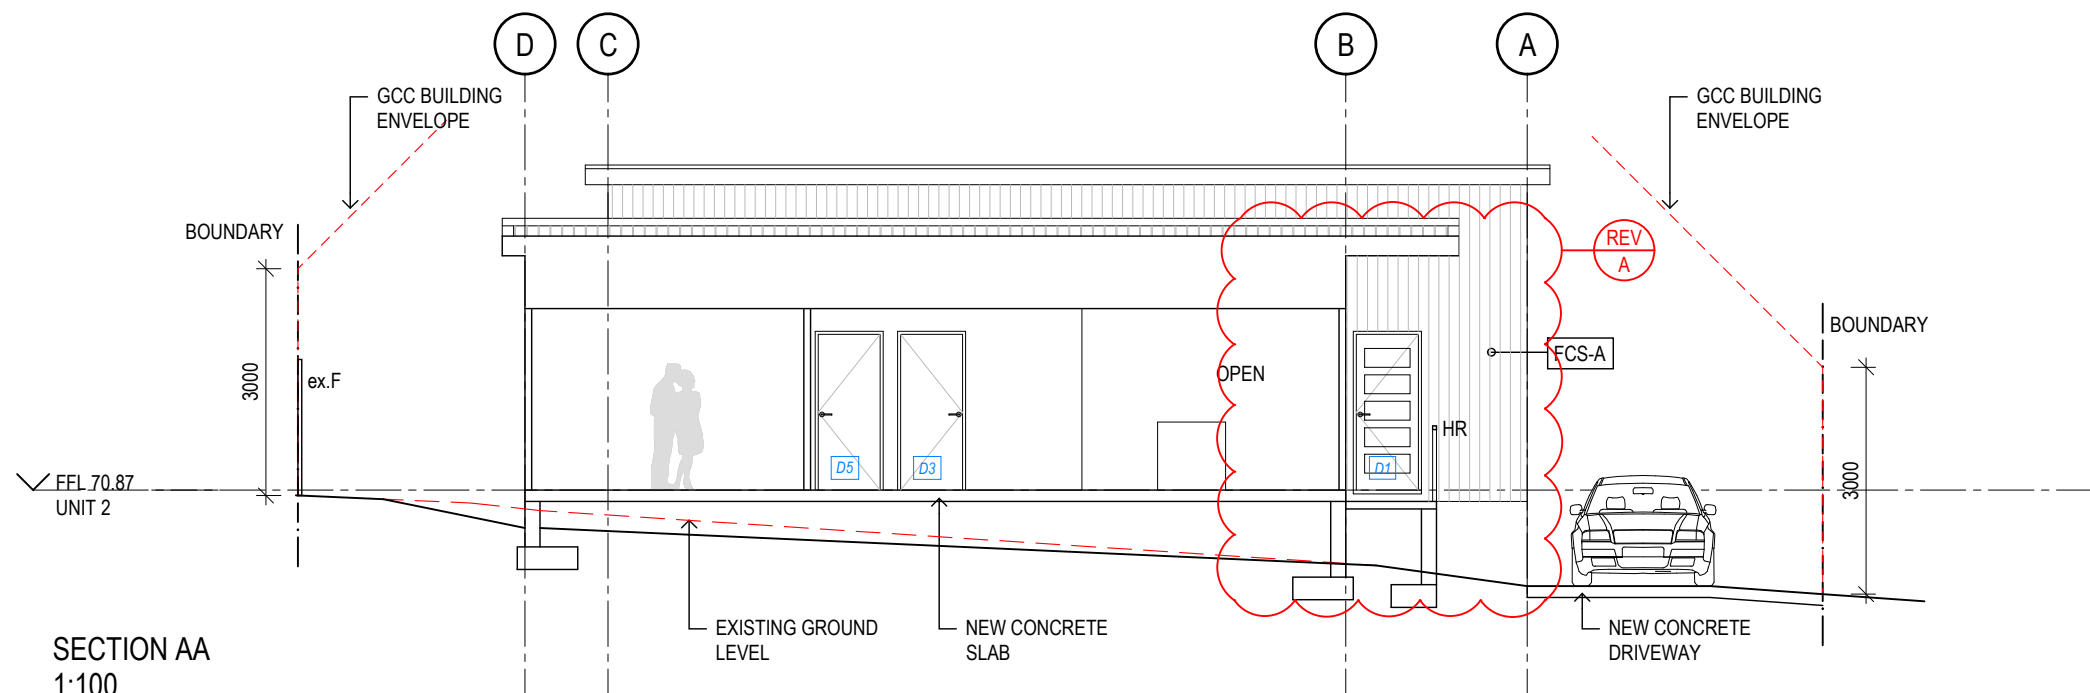 D
C
B
A
GCC BUILDING
ENVELOPE
GCC BUILDING
ENVELOPE
BOUNDARY
REV
A
BOUNDARY
3000
ex.F
OPEN
FCS-A
HR
D5
D3
D1
3000
FFL 70.87
UNIT 2
EXISTING GROUND
LEVEL
NEW CONCRETE
SLAB
NEW CONCRETE
DRIVEWAY
SECTION AA
1:100